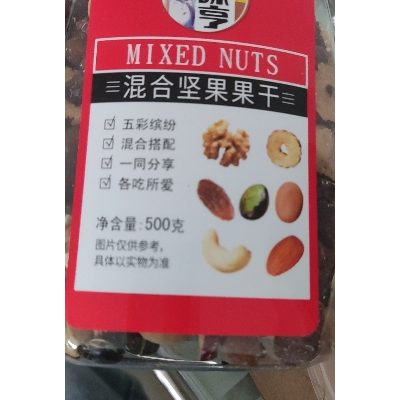 享
MIXED NUTS
混合坚果果干
五彩缤纷
混合搭配
一同分享
各吃所爱
净含量:500克
图片仅供参考,
具体以实物为准